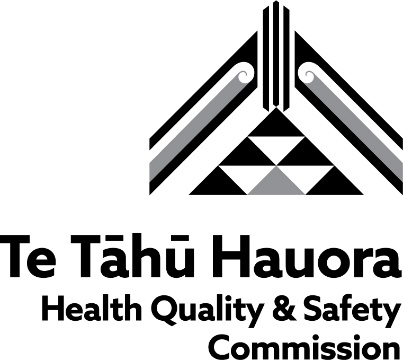 Te Tāhū Hauora
Health Quality & Safety
Commission